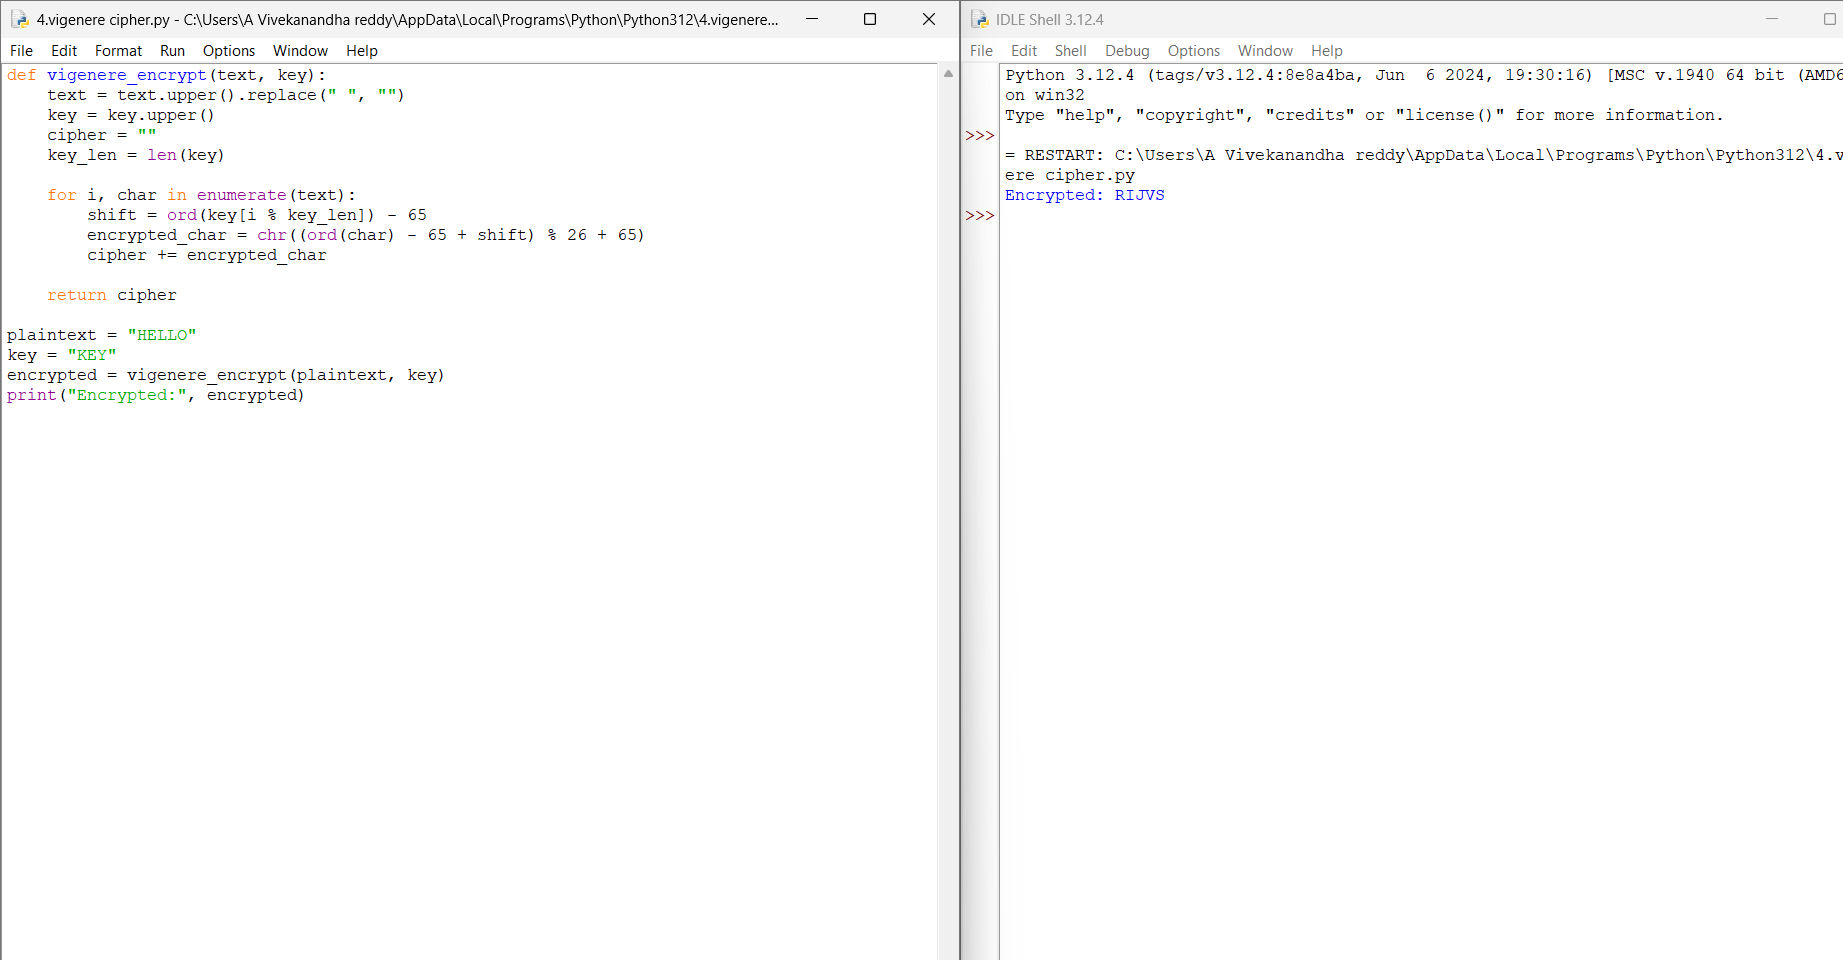 4.vigenere cipher.py - C:\Users\A Vivekanandha reddy\AppData\Local\Programs\Python\Python312\4.vigenere...
File Edit Format Run Options Window Help
def vigenere_encrypt(text, key):
    text = text.upper().replace(" ", "")
    key = key.upper()
    cipher = ""
    key_len = len(key)

    for i, char in enumerate(text):
        shift = ord(key[i % key_len]) - 65
        encrypted_char = chr((ord(char) - 65 + shift) % 26 + 65)
        cipher += encrypted_char

    return cipher

plaintext = "HELLO"
key = "KEY"
encrypted = vigenere_encrypt(plaintext, key)
print("Encrypted:", encrypted)
IDLE Shell 3.12.4
File Edit Shell Debug Options Window Help
Python 3.12.4 (tags/v3.12.4:8e8a4ba, Jun  6 2024, 19:30:16) [MSC v.1940 64 bit (AMD6
on win32
Type "help", "copyright", "credits" or "license()" for more information.
>>>
= RESTART: C:\Users\A Vivekanandha reddy\AppData\Local\Programs\Python\Python312\4.v
ere cipher.py
Encrypted: RIJVS
>>>